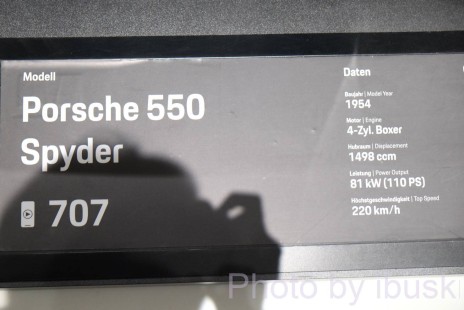 Modell
Porsche 550
Spyder
707
Daten
Baujahr | Model Year
1954
Motor | Engine
4-Zyl. Boxer
Hubraum | Displacement
1498 ccm
Leistung | Power Output
81 kW (110 PS)
Höchstgeschwindigkeit | Top Speed
220 km/h
Photo by ibuski